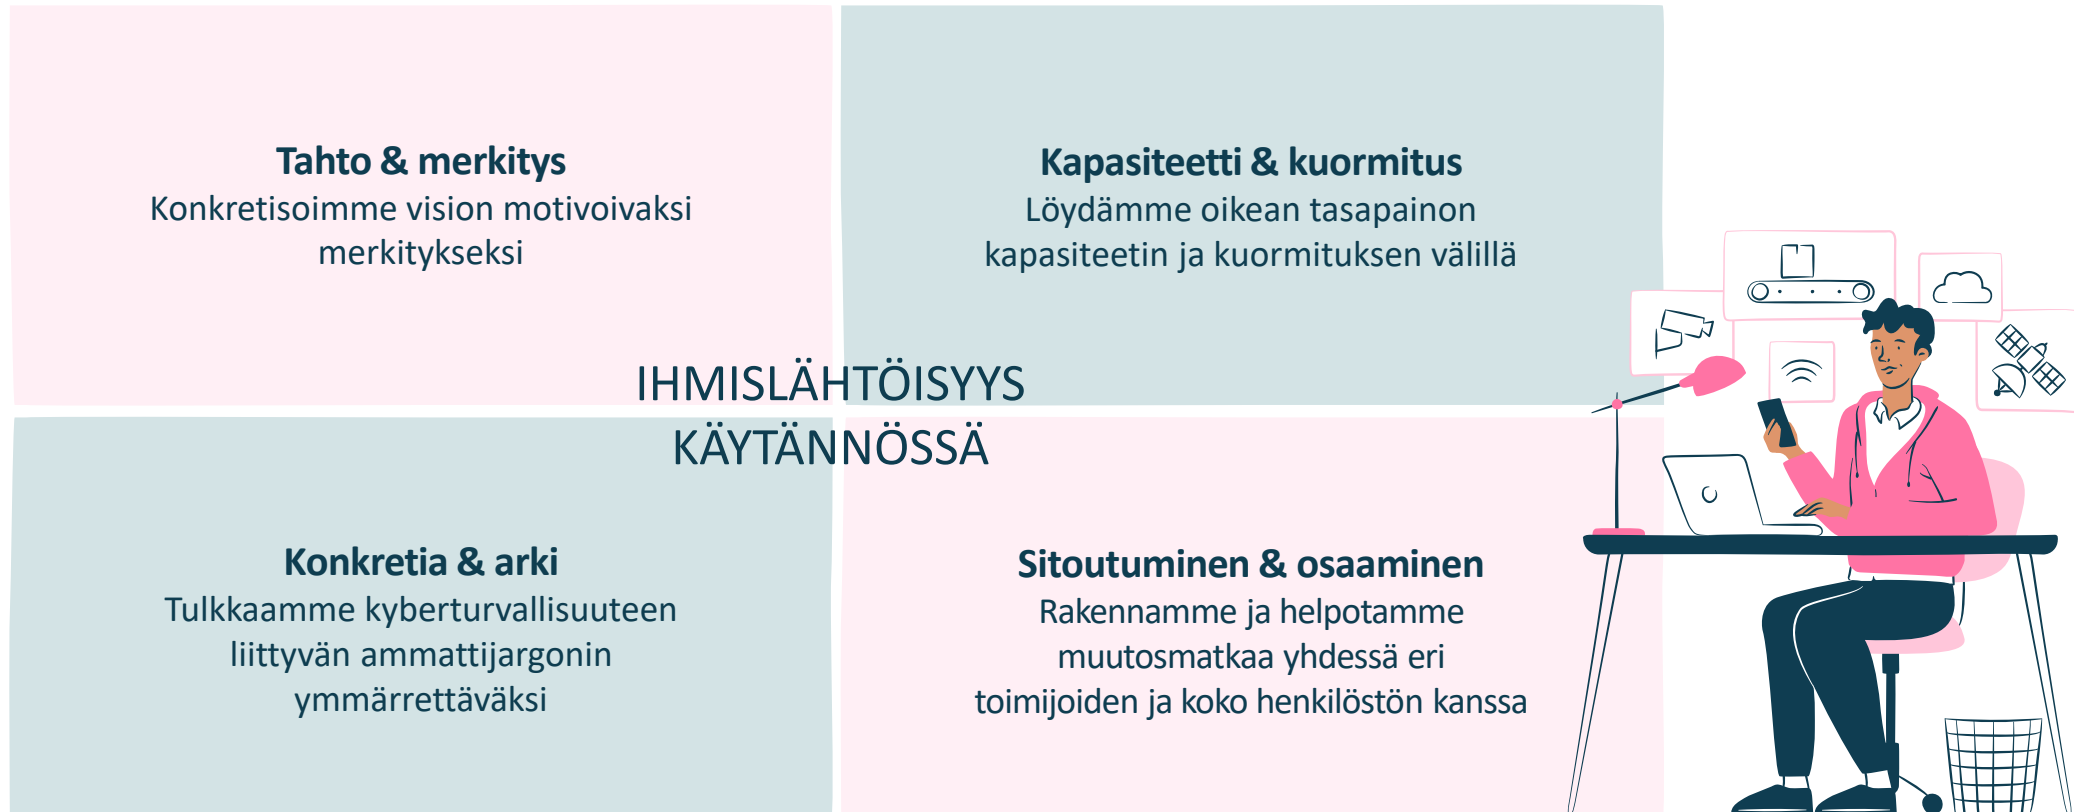 Tahto & merkitys
Konkretisoimme vision motivoivaksi
merkitykseksi
Kapasiteetti & kuormitus
Löydämme oikean tasapainon
kapasiteetin ja kuormituksen välillä
IHMISLÄHTÖISYYS
KÄYTÄNNÖSSÄ
Konkretia & arki
Tulkkaamme kyberturvallisuuteen
liittyvän ammattijargonin
ymmärrettäväksi
Sitoutuminen & osaaminen
Rakennamme ja helpotamme
muutosmatkaa yhdessä eri
toimijoiden ja koko henkilöstön kanssa